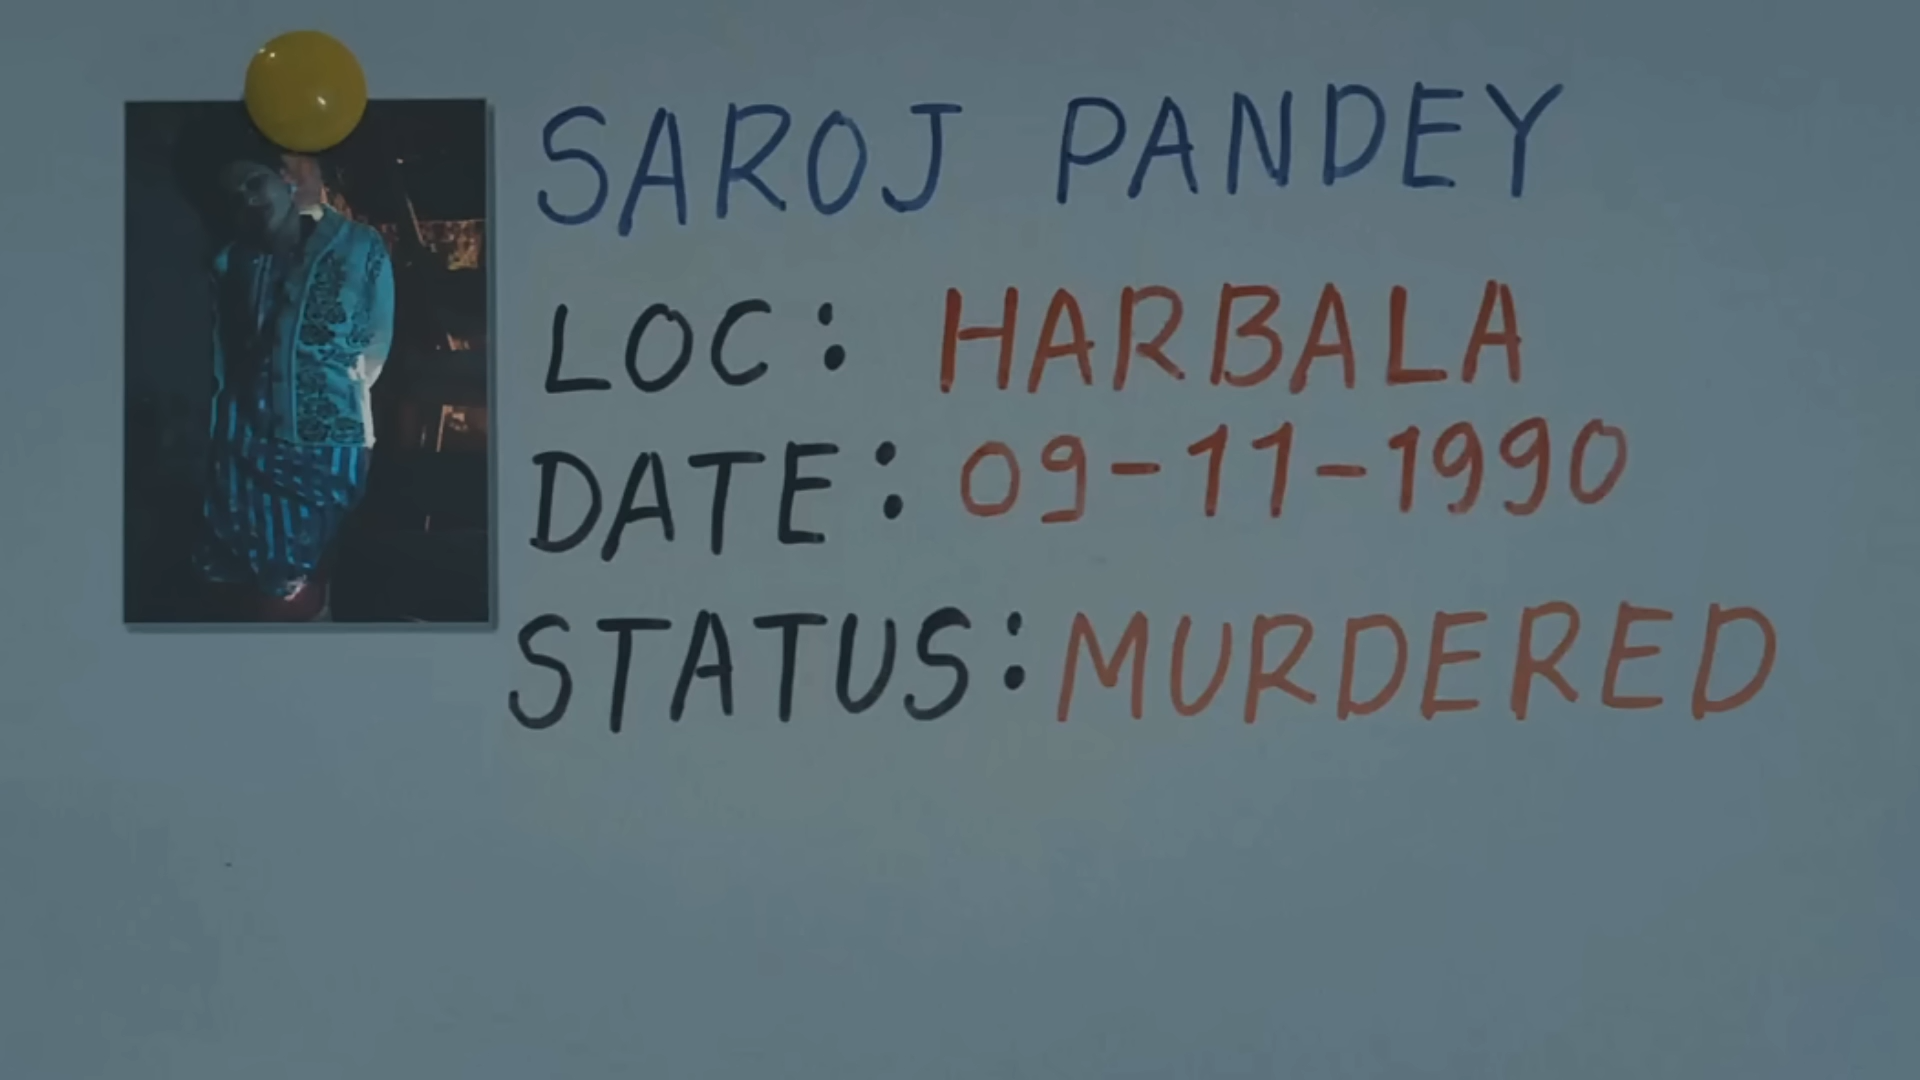 SAROJ PANDEY
LOC: HARBALA
DATE: 09-11-1990
STATUS: MURDERED